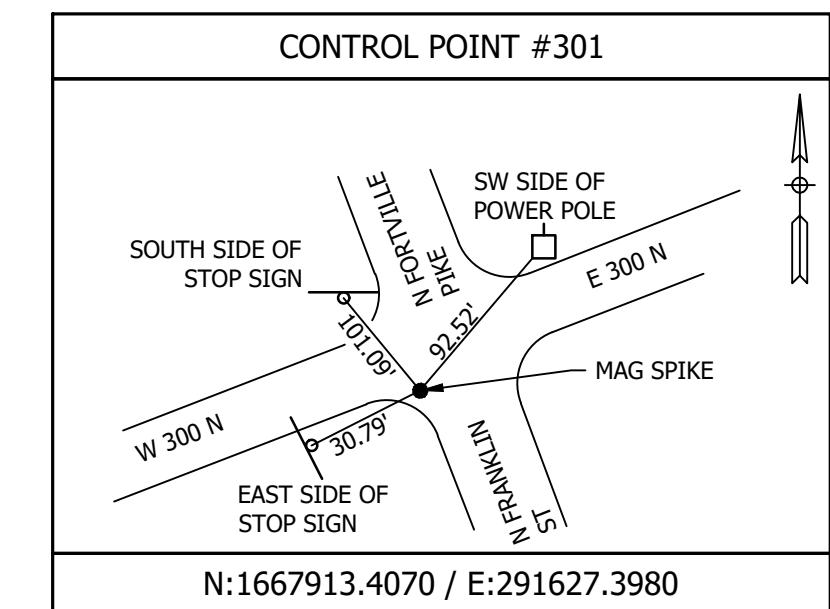 CONTROL POINT #301
SW SIDE OF
POWER POLE
N FORTVILLE
PIKE
SOUTH SIDE OF
STOP SIGN
E 300 N
101.09'
92.52'
MAG SPIKE
W 300 N
30.79'
EAST SIDE OF
STOP SIGN
N FRANKLIN
ST
N:1667913.4070 / E:291627.3980